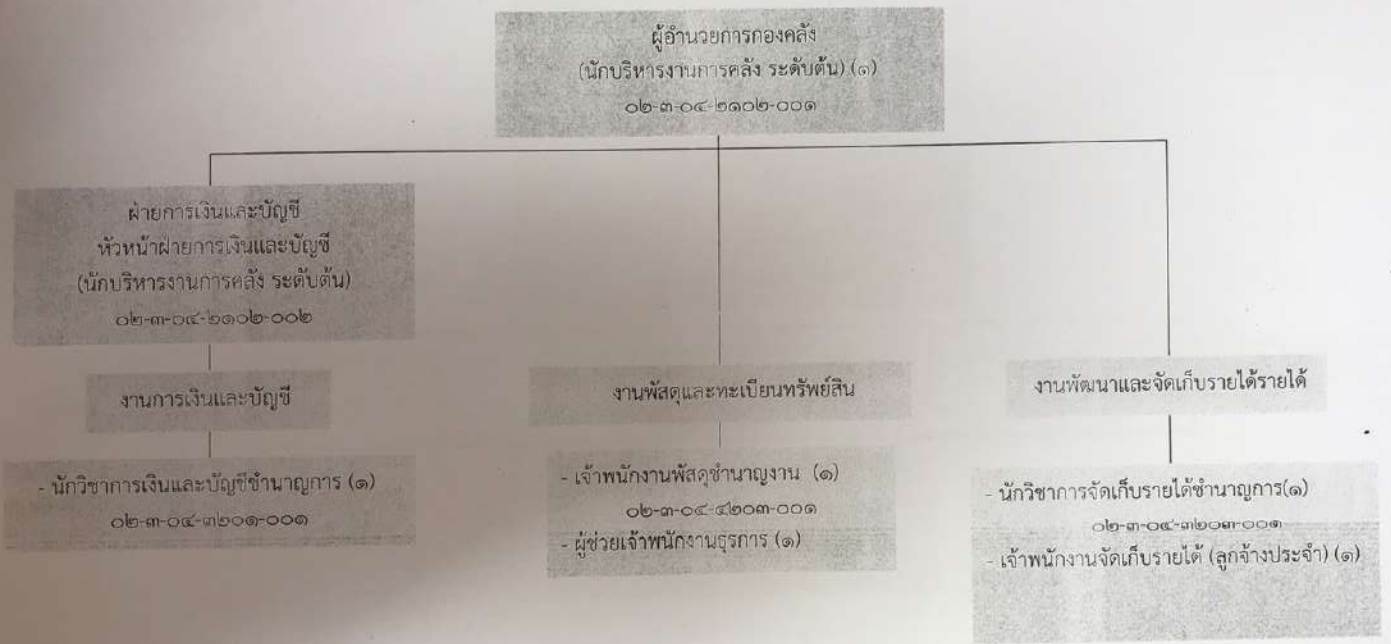 ผู้อำนวยการกองคลัง
(นักบริหารงานการคลัง ระดับต้น) (๑)
๐๒-๓-๐๔-๒๑๐๒-๐๐๑
ฝ่ายการเงินและบัญชี
หัวหน้าฝ่ายการเงินและบัญชี
(นักบริหารงานการคลัง ระดับต้น)
๐๒-๓-๐๔-๒๑๐๒-๐๐๒
งานการเงินและบัญชี
- นักวิชาการเงินและบัญชีชำนาญการ (๑)
๐๒-๓-๐๔-๓๒๐๑-๐๐๑
งานพัสดุและทะเบียนทรัพย์สิน
- เจ้าพนักงานพัสดุชำนาญงาน (๑)
๐๒-๓-๐๔-๔๒๐๓-๐๐๑
- ผู้ช่วยเจ้าพนักงานธุรการ (๑)
งานพัฒนาและจัดเก็บรายได้รายได้
- นักวิชาการจัดเก็บรายได้ชำนาญการ(๑)
๐๒-๓-๐๔-๓๒๐๓-๐๐๑
- เจ้าพนักงานจัดเก็บรายได้ (ลูกจ้างประจำ) (๑)